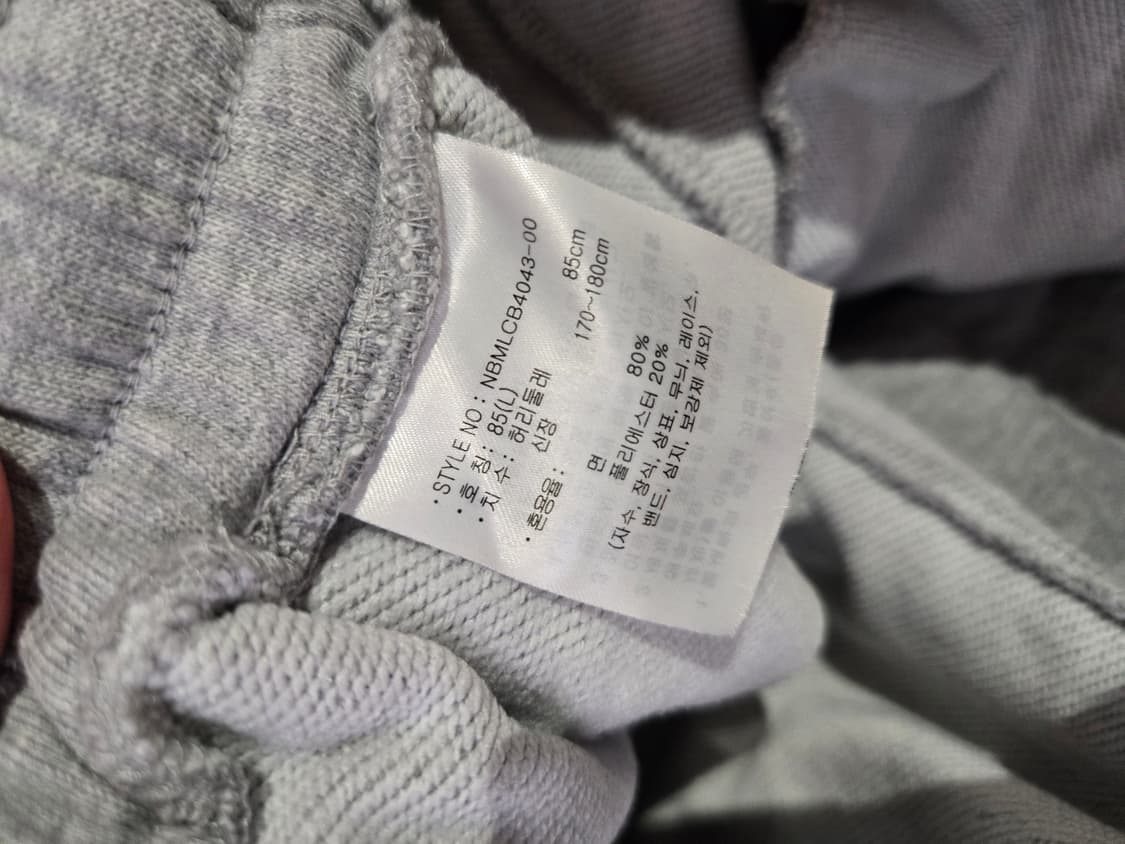 · STYLE NO : NBMLCB4043-00
· 호 칭 : 85(L)
· 치 수 : 허리둘레 85cm
신장 170~180cm
· 혼용율 :
면 80%
폴리에스터 20%
(자수, 장식, 상표, 무늬, 레이스,
밴드, 심지, 보강제 제외)